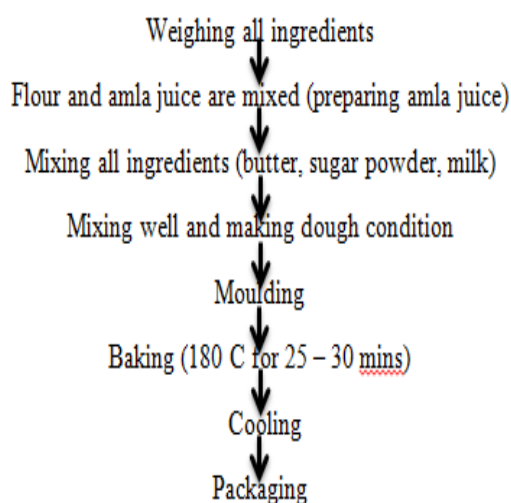 Weighing all ingredients
Flour and amla juice are mixed (preparing amla juice)
Mixing all ingredients (butter, sugar powder, milk)
Mixing well and making dough condition
Moulding
Baking (180 C for 25 – 30 mins)
Cooling
Packaging